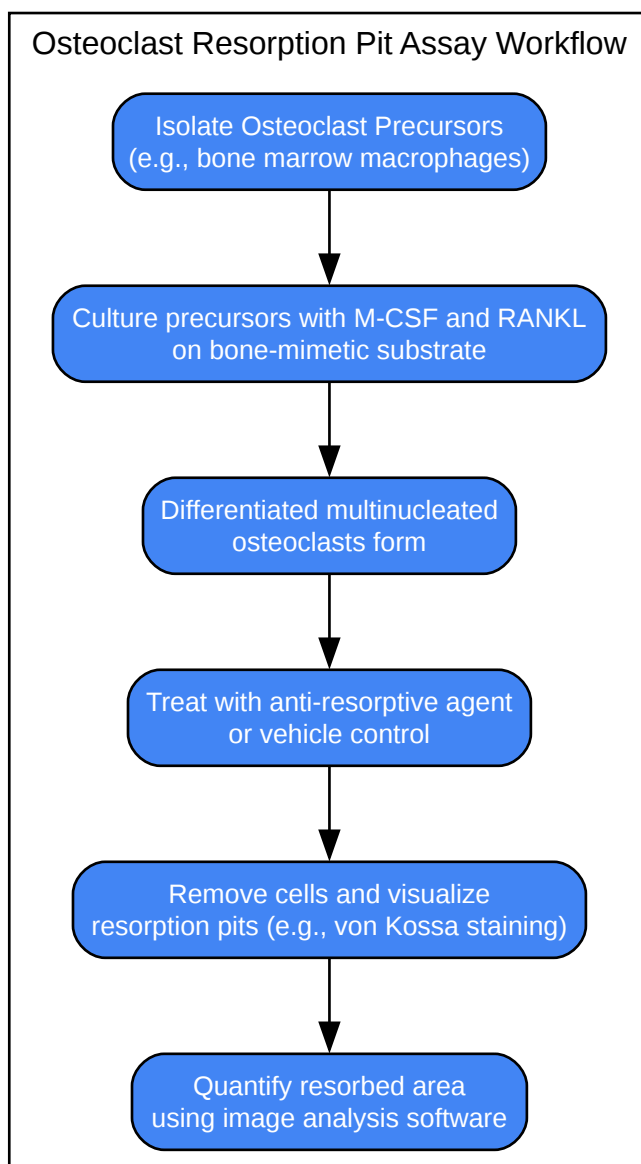 Osteoclast Resorption Pit Assay Workflow
Isolate Osteoclast Precursors
(e.g., bone marrow macrophages)
Culture precursors with M-CSF and RANKL
on bone-mimetic substrate
Differentiated multinucleated
osteoclasts form
Treat with anti-resorptive agent
or vehicle control
Remove cells and visualize
resorption pits (e.g., von Kossa staining)
Quantify resorbed area
using image analysis software